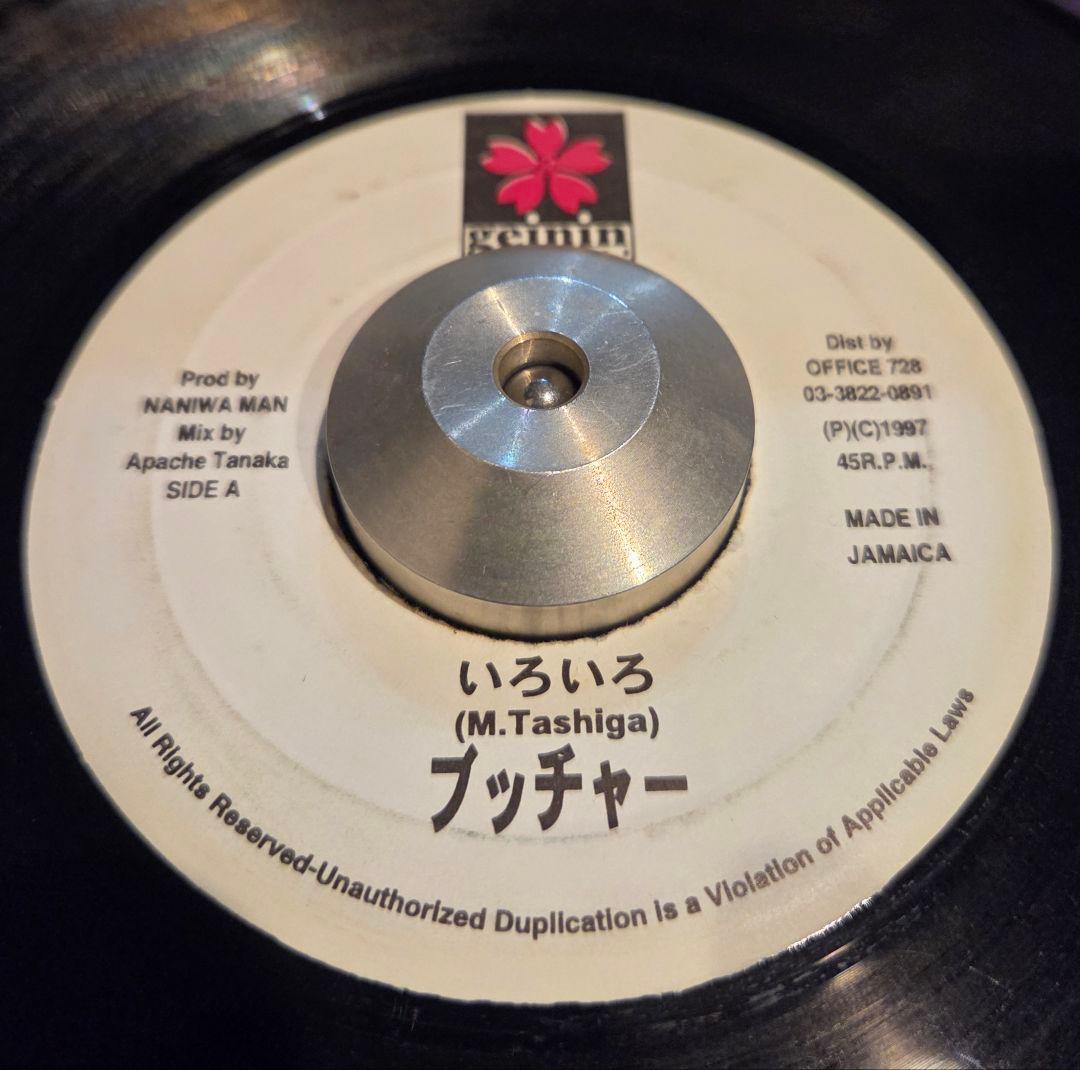 geinin
Prod by
NANIWA MAN
Mix by
Apache Tanaka
SIDE A
Dist by
OFFICE 728
03-3822-0891
(P)(C)1997
45R.P.M.
MADE IN
JAMAICA
いろいろ
(M.Tashiga)
ブッチャー
All Rights Reserved-Unauthorized Duplication is a Violation of Applicable Laws